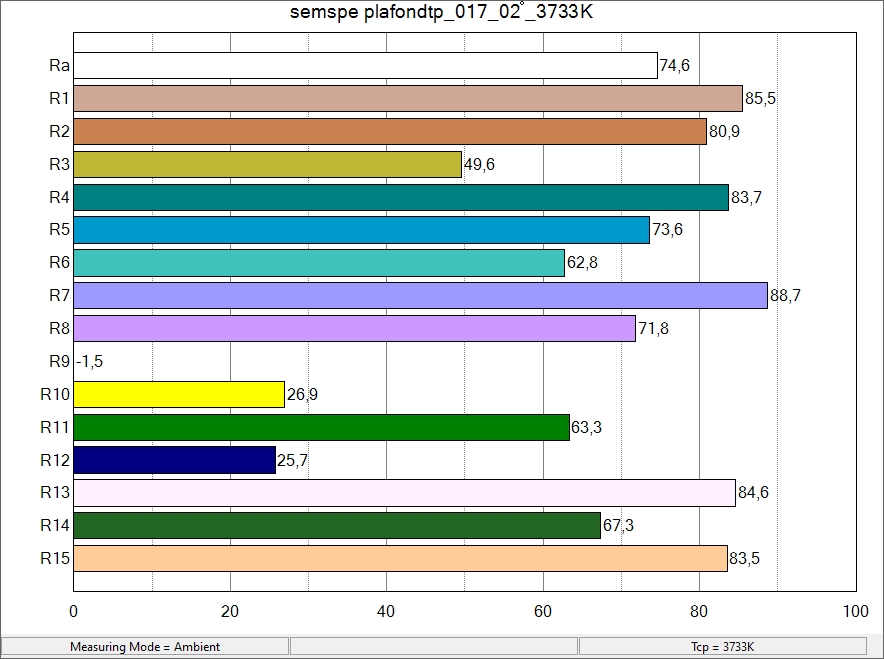 semspe plafondtp_017_02°_3733K
Ra 74,6
R1 85,5
R2 80,9
R3 49,6
R4 83,7
R5 73,6
R6 62,8
R7 88,7
R8 71,8
R9 -1,5
R10 26,9
R11 63,3
R12 25,7
R13 84,6
R14 67,3
R15 83,5
0 20 40 60 80 100
Measuring Mode = Ambient Tcp = 3733K